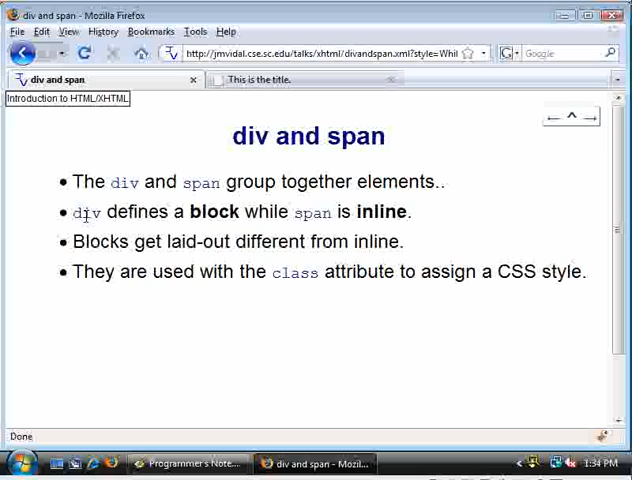 div and span - Mozilla Firefox
File Edit View History Bookmarks Tools Help
http://jmvidal.cse.sc.edu/talks/xhtml/divandspan.xml?style=Whil
Google
div and span
This is the title.
Introduction to HTML/XHTML
div and span
The div and span group together elements..
div defines a block while span is inline.
Blocks get laid-out different from inline.
They are used with the class attribute to assign a CSS style.
Done
Programmer's Note...
div and span - Mozil...
1:34 PM